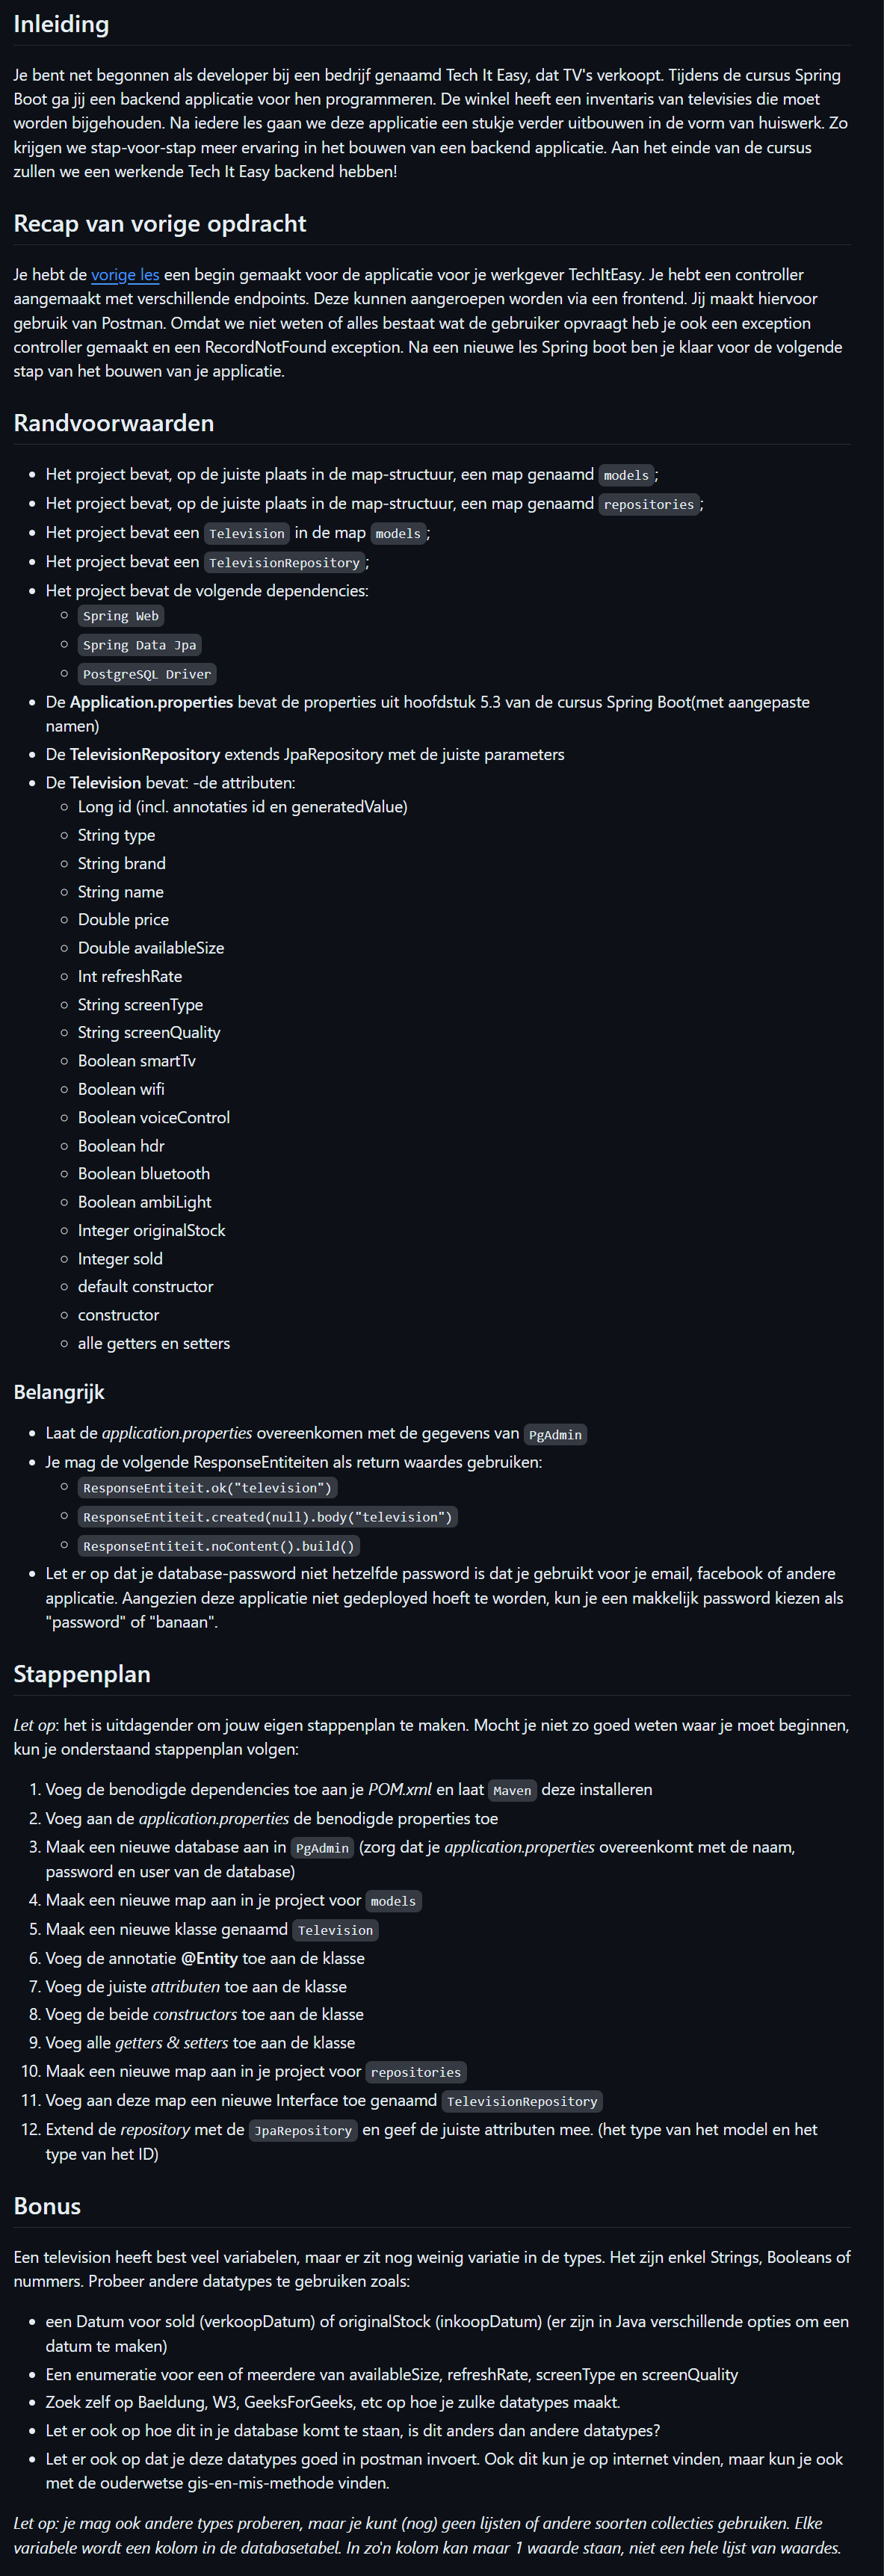 Inleiding
Je bent net begonnen als developer bij een bedrijf genaamd Tech It Easy, dat TV's verkoopt. Tijdens de cursus Spring
Boot ga jij een backend applicatie voor hen programmeren. De winkel heeft een inventaris van televisies die moet
worden bijgehouden. Na iedere les gaan we deze applicatie een stukje verder uitbouwen in de vorm van huiswerk. Zo
krijgen we stap-voor-stap meer ervaring in het bouwen van een backend applicatie. Aan het einde van de cursus
zullen we een werkende Tech It Easy backend hebben!
Recap van vorige opdracht
Je hebt de vorige les een begin gemaakt voor de applicatie voor je werkgever TechItEasy. Je hebt een controller
aangemaakt met verschillende endpoints. Deze kunnen aangeroepen worden via een frontend. Jij maakt hiervoor
gebruik van Postman. Omdat we niet weten of alles bestaat wat de gebruiker opvraagt heb je ook een exception
controller gemaakt en een RecordNotFound exception. Na een nieuwe les Spring boot ben je klaar voor de volgende
stap van het bouwen van je applicatie.
Randvoorwaarden
• Het project bevat, op de juiste plaats in de map-structuur, een map genaamd models;
• Het project bevat, op de juiste plaats in de map-structuur, een map genaamd repositories;
• Het project bevat een Television in de map models;
• Het project bevat een TelevisionRepository;
• Het project bevat de volgende dependencies:
○ Spring Web
○ Spring Data Jpa
○ PostgreSQL Driver
• De Application.properties bevat de properties uit hoofdstuk 5.3 van de cursus Spring Boot(met aangepaste
namen)
• De TelevisionRepository extends JpaRepository met de juiste parameters
• De Television bevat: -de attributen:
○ Long id (incl. annotaties id en generatedValue)
○ String type
○ String brand
○ String name
○ Double price
○ Double availableSize
○ Int refreshRate
○ String screenType
○ String screenQuality
○ Boolean smartTv
○ Boolean wifi
○ Boolean voiceControl
○ Boolean hdr
○ Boolean bluetooth
○ Boolean ambiLight
○ Integer originalStock
○ Integer sold
○ default constructor
○ constructor
○ alle getters en setters
Belangrijk
• Laat de application.properties overeenkomen met de gegevens van PgAdmin
• Je mag de volgende ResponseEntiteiten als return waardes gebruiken:
○ ResponseEntiteit.ok("television")
○ ResponseEntiteit.created(null).body("television")
○ ResponseEntiteit.noContent().build()
• Let er op dat je database-password niet hetzelfde password is dat je gebruikt voor je email, facebook of andere
applicatie. Aangezien deze applicatie niet gedeployed hoeft te worden, kun je een makkelijk password kiezen als
"password" of "banaan".
Stappenplan
Let op: het is uitdagender om jouw eigen stappenplan te maken. Mocht je niet zo goed weten waar je moet beginnen,
kun je onderstaand stappenplan volgen:
1. Voeg de benodigde dependencies toe aan je POM.xml en laat Maven deze installeren
2. Voeg aan de application.properties de benodigde properties toe
3. Maak een nieuwe database aan in PgAdmin (zorg dat je application.properties overeenkomt met de naam,
password en user van de database)
4. Maak een nieuwe map aan in je project voor models
5. Maak een nieuwe klasse genaamd Television
6. Voeg de annotatie @Entity toe aan de klasse
7. Voeg de juiste attributen toe aan de klasse
8. Voeg de beide constructors toe aan de klasse
9. Voeg alle getters & setters toe aan de klasse
10. Maak een nieuwe map aan in je project voor repositories
11. Voeg aan deze map een nieuwe Interface toe genaamd TelevisionRepository
12. Extend de repository met de JpaRepository en geef de juiste attributen mee. (het type van het model en het
type van het ID)
Bonus
Een television heeft best veel variabelen, maar er zit nog weinig variatie in de types. Het zijn enkel Strings, Booleans of
nummers. Probeer andere datatypes te gebruiken zoals:
• een Datum voor sold (verkoopDatum) of originalStock (inkoopDatum) (er zijn in Java verschillende opties om een
datum te maken)
• Een enumeratie voor een of meerdere van availableSize, refreshRate, screenType en screenQuality
• Zoek zelf op Baeldung, W3, GeeksForGeeks, etc op hoe je zulke datatypes maakt.
• Let er ook op hoe dit in je database komt te staan, is dit anders dan andere datatypes?
• Let er ook op dat je deze datatypes goed in postman invoert. Ook dit kun je op internet vinden, maar kun je ook
met de ouderwetse gis-en-mis-methode vinden.
Let op: je mag ook andere types proberen, maar je kunt (nog) geen lijsten of andere soorten collecties gebruiken. Elke
variabele wordt een kolom in de databasetabel. In zo'n kolom kan maar 1 waarde staan, niet een hele lijst van waardes.